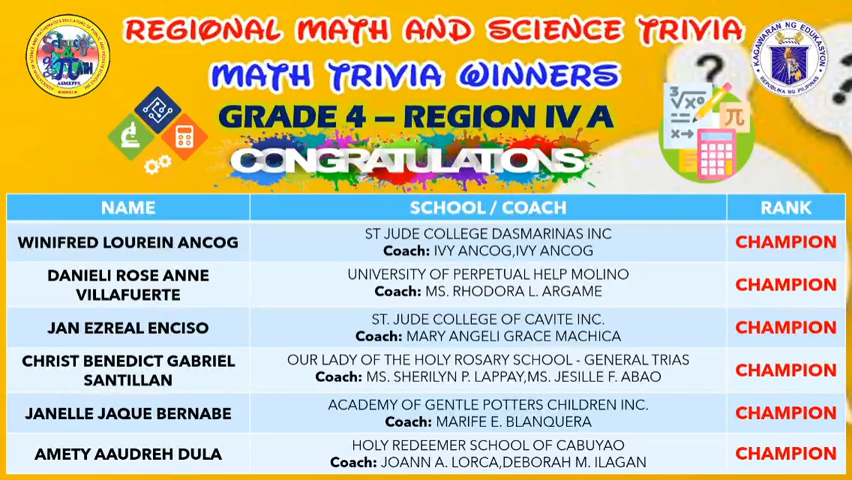 REGIONAL MATH AND SCIENCE TRIVIA
MATH TRIVIA WINNERS
GRADE 4 – REGION IV A
CONGRATULATIONS
KAGAWARAN NG EDUKASYON
REPUBLIKA NG PILIPINAS
NAME SCHOOL / COACH RANK
WINIFRED LOUREIN ANCOG
ST JUDE COLLEGE DASMARINAS INC
Coach: IVY ANCOG,IVY ANCOG
CHAMPION
DANIELI ROSE ANNE
VILLAFUERTE
UNIVERSITY OF PERPETUAL HELP MOLINO
Coach: MS. RHODORA L. ARGAME
CHAMPION
JAN EZREAL ENCISO
ST. JUDE COLLEGE OF CAVITE INC.
Coach: MARY ANGELI GRACE MACHICA
CHAMPION
CHRIST BENEDICT GABRIEL
SANTILLAN
OUR LADY OF THE HOLY ROSARY SCHOOL - GENERAL TRIAS
Coach: MS. SHERILYN P. LAPPAY,MS. JESILLE F. ABAO
CHAMPION
JANELLE JAQUE BERNABE
ACADEMY OF GENTLE POTTERS CHILDREN INC.
Coach: MARIFE E. BLANQUERA
CHAMPION
AMETY AAUDREH DULA
HOLY REDEEMER SCHOOL OF CABUYAO
Coach: JOANN A. LORCA,DEBORAH M. ILAGAN
CHAMPION